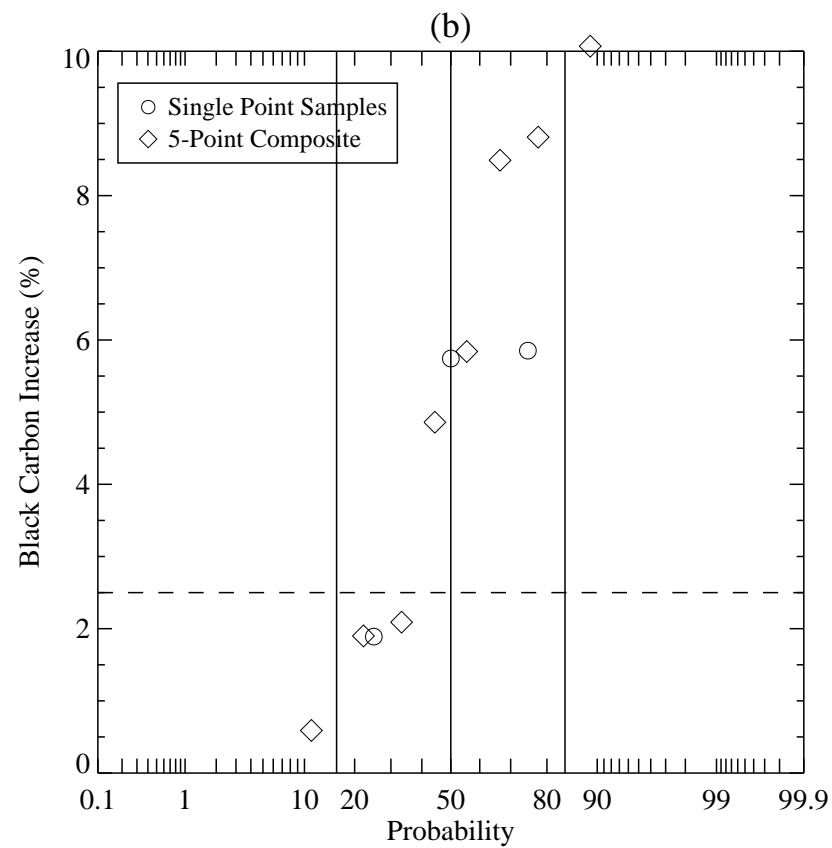 (b)
Single Point Samples
5-Point Composite
10
8
6
4
2
0
Black Carbon Increase (%)
0.1 1 10 20 50 80 90 99 99.9
Probability